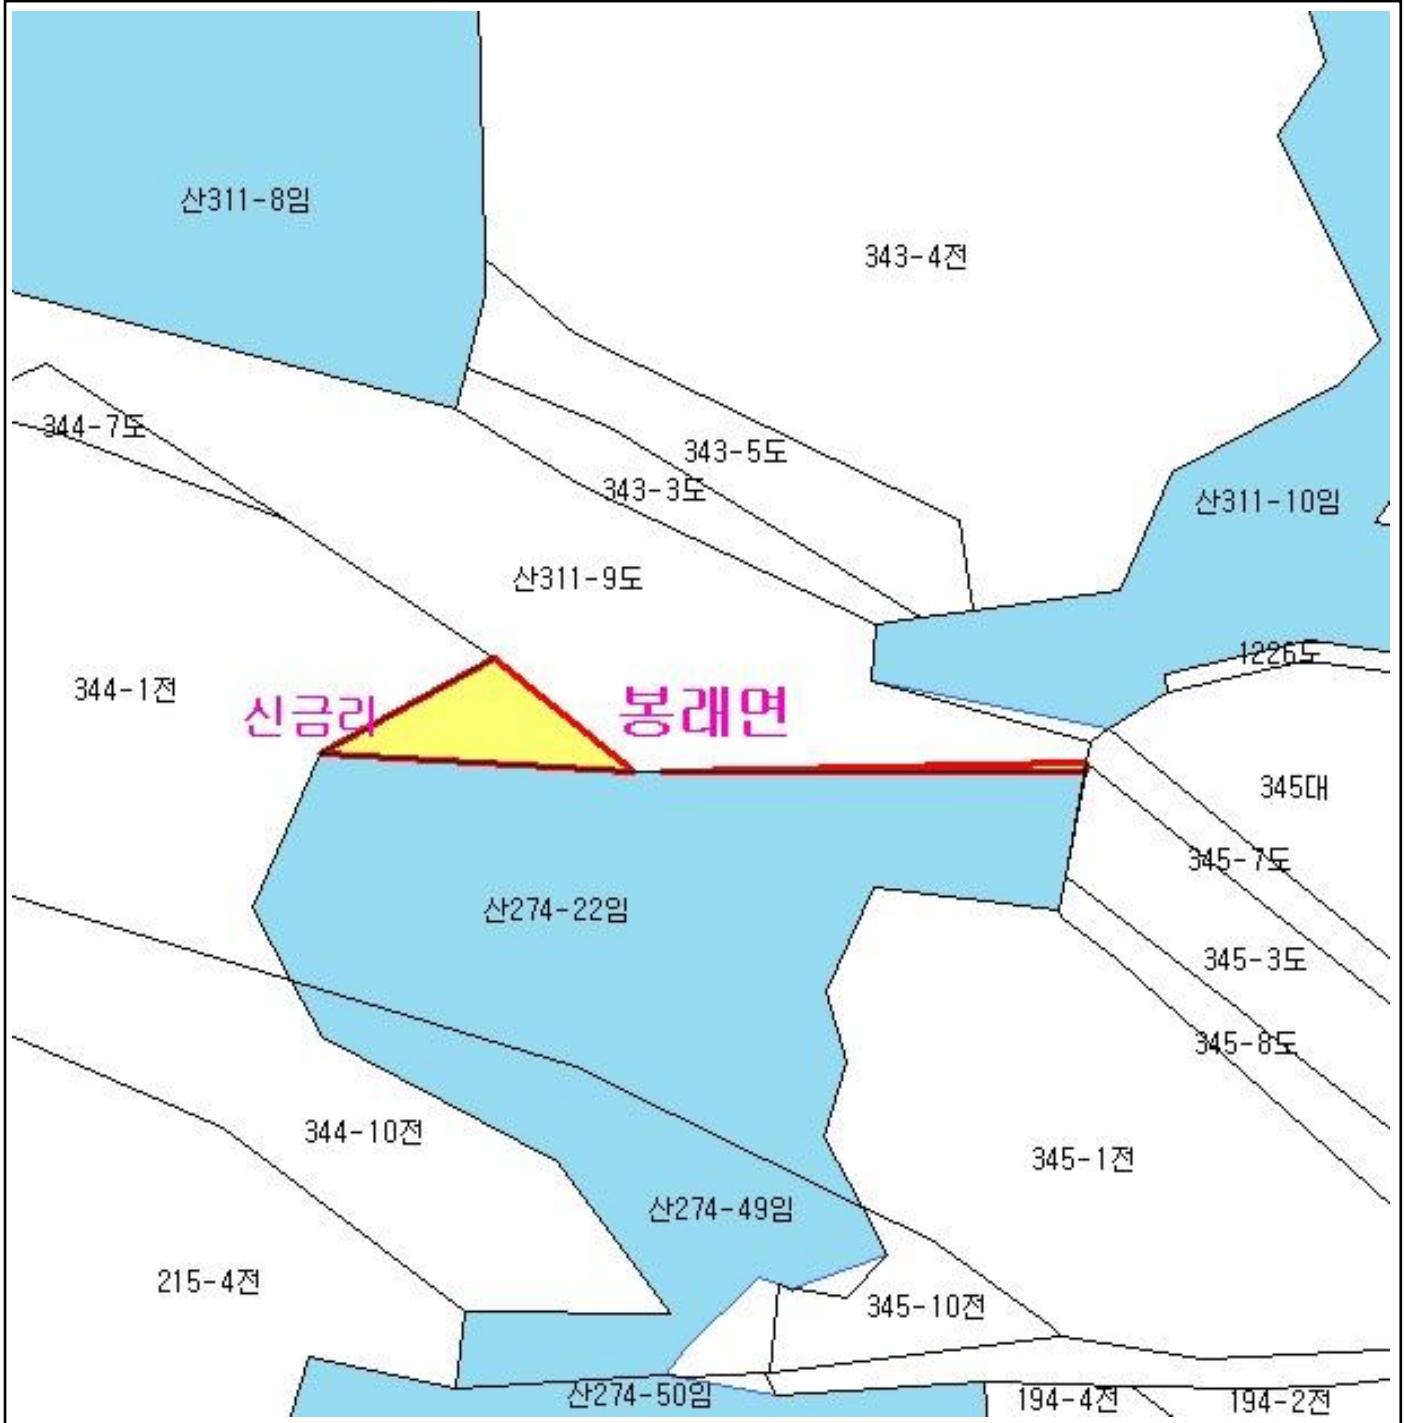 산311-8임
343-4전
344-7도
343-5도
343-3도
산311-10임
산311-9도
1226도
344-1전
신금리
봉래면
345대
345-7도
산274-22임
345-3도
345-8도
344-10전
345-1전
산274-49임
215-4전
345-10전
산274-50임
194-4전
194-2전